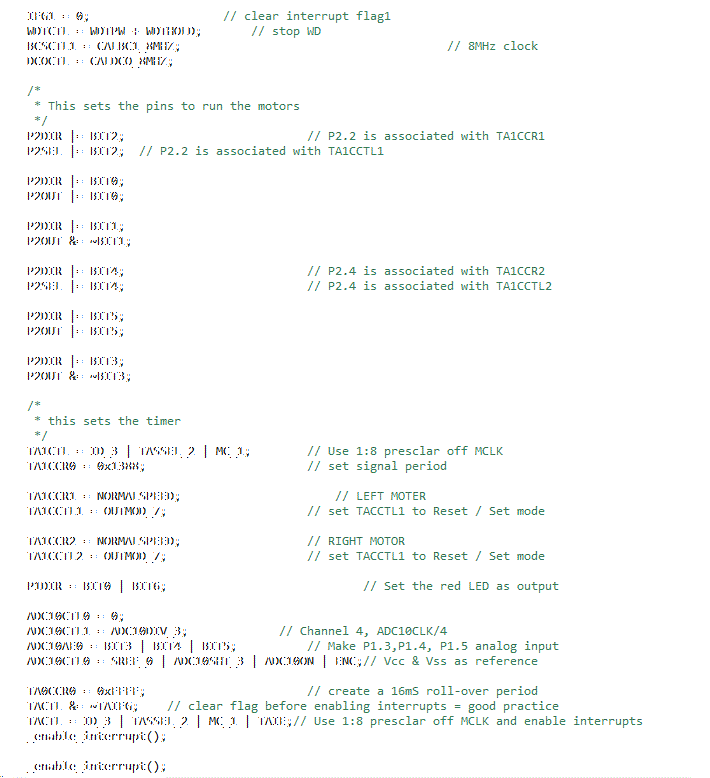 IFG1 = 0; // clear interrupt flag1
WDTCTL = WDTPW + WDTHOLD; // stop WD
BCSCTL1 = CALBC1_8MHZ; // 8MHz clock
DCOCTL = CALDCO_8MHZ;
/*
* This sets the pins to run the motors
*/
P2DIR |= BIT2; // P2.2 is associated with TA1CCR1
P2SEL |= BIT2; // P2.2 is associated with TA1CCTL1
P2DIR |= BIT0;
P2OUT |= BIT0;
P2DIR |= BIT1;
P2OUT &= ~BIT1;
P2DIR |= BIT4; // P2.4 is associated with TA1CCR2
P2SEL |= BIT4; // P2.4 is associated with TA1CCTL2
P2DIR |= BIT5;
P2OUT |= BIT5;
P2DIR |= BIT3;
P2OUT &= ~BIT3;
/*
* this sets the timer
*/
TA1CTL = ID_3 | TASSEL_2 | MC_1; // Use 1:8 presclar off MCLK
TA1CCR0 = 0x1388; // set signal period
TA1CCR1 = NORMALSPEED; // LEFT MOTER
TA1CCTL1 = OUTMOD_7; // set TACCTL1 to Reset / Set mode
TA1CCR2 = NORMALSPEED; // RIGHT MOTOR
TA1CCTL2 = OUTMOD_7; // set TACCTL1 to Reset / Set mode
P1DIR = BIT0 | BIT6; // Set the red LED as output
ADC10CTL0 = 0;
ADC10CTL1 = ADC10DIV_3; // Channel 4, ADC10CLK/4
ADC10AE0 = BIT3 | BIT4 | BIT5; // Make P1.3,P1.4, P1.5 analog input
ADC10CTL0 = SREF_0 | ADC10SHT_3 | ADC10ON | ENC;// Vcc & Vss as reference
TA0CCR0 = 0xFFFF; // create a 16mS roll-over period
TACTL &= ~TAIFG; // clear flag before enabling interrupts = good practice
TACTL = ID_3 | TASSEL_2 | MC_1 | TAIE;// Use 1:8 presclar off MCLK and enable interrupts
_enable_interrupt();
_enable_interrupt();